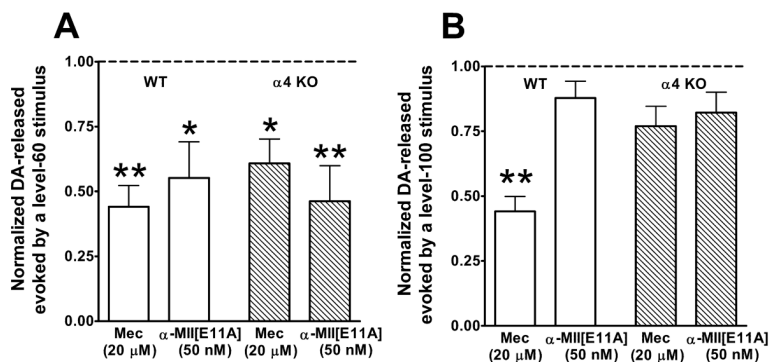 A
Normalized DA-released
evoked by a level-60 stimulus
1.00
0.75
0.50
0.25
0.00
WT
α4 KO
**
*
*
**
Mec
(20 μM)
α-MII[E11A]
(50 nM)
Mec
(20 μM)
α-MII[E11A]
(50 nM)
B
Normalized DA-released
evoked by a level-100 stimulus
1.00
0.75
0.50
0.25
0.00
WT
α4 KO
**
Mec
(20 μM)
α-MII[E11A]
(50 nM)
Mec
(20 μM)
α-MII[E11A]
(50 nM)